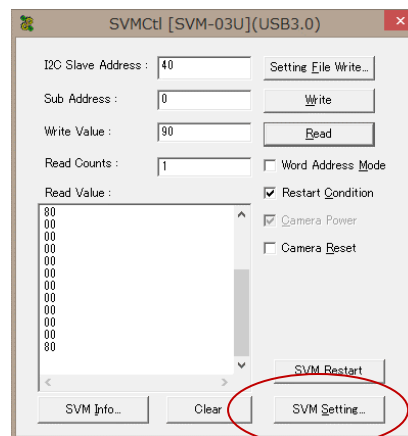 SVMCtl [SVM-03U](USB3.0)
I2C Slave Address : 40 Setting File Write...
Sub Address : 0 Write
Write Value : 90 Read
Read Counts : 1 Word Address Mode
Read Value : Restart Condition
Camera Power
Camera Reset
80
00
00
00
00
00
00
00
00
00
00
80
SVM Restart
SVM Info... Clear SVM Setting...